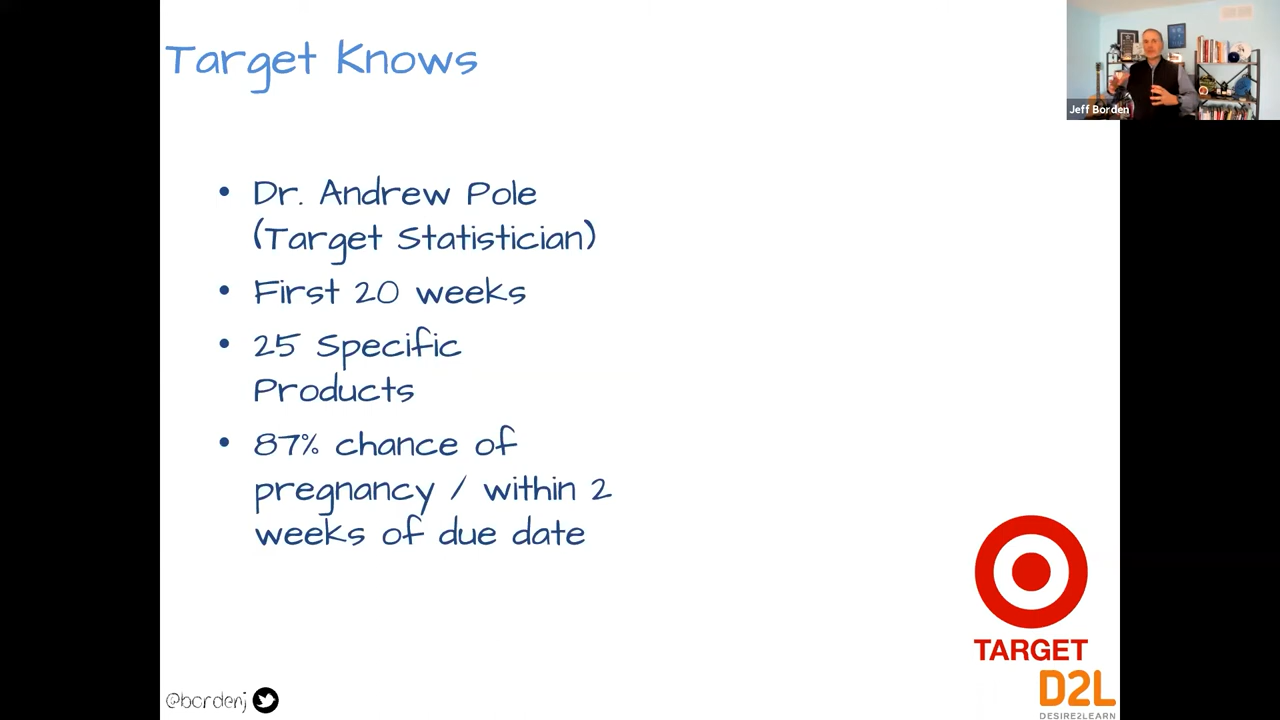 Target Knows
Jeff Borden
• Dr. Andrew Pole
(Target Statistician)
• First 20 weeks
• 25 Specific
Products
• 87% chance of
pregnancy / within 2
weeks of due date
TARGET
@bordenj
D2L
DESIRE2LEARN